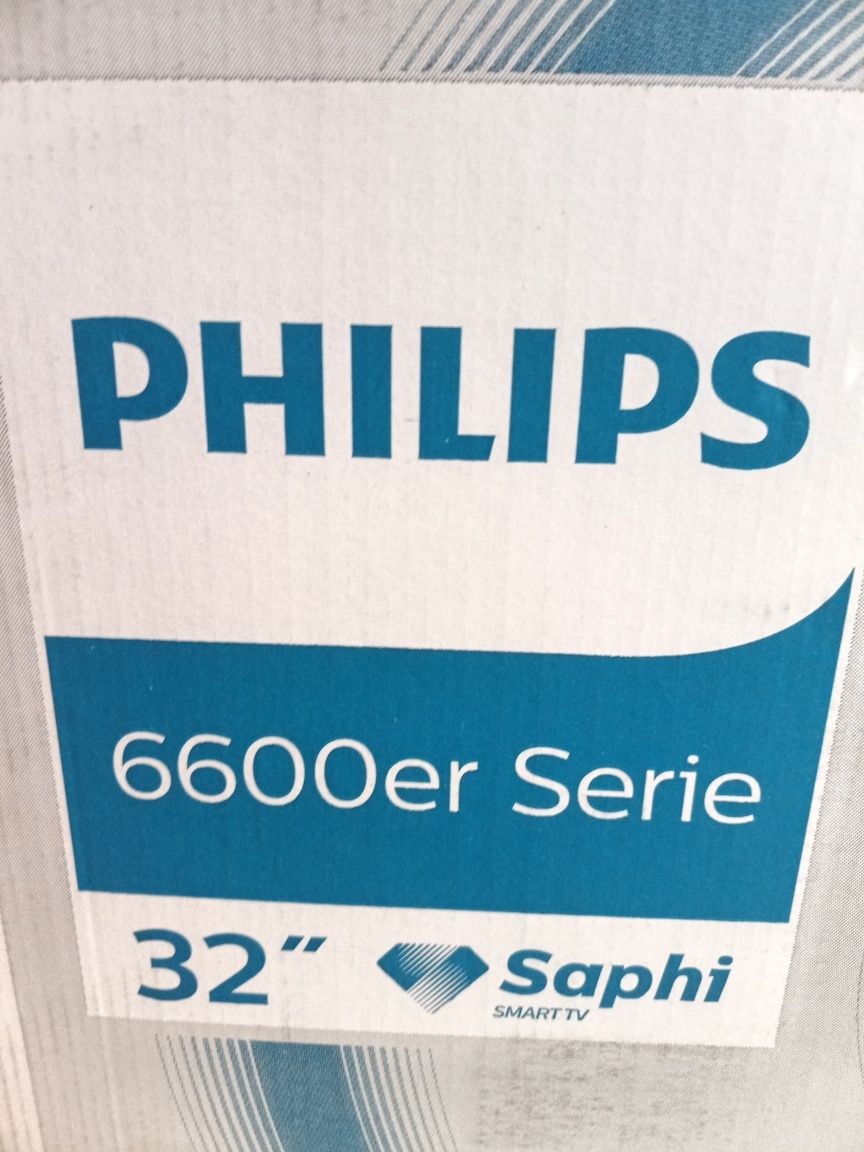 PHILIPS
6600er Serie
32" Saphi
SMART TV